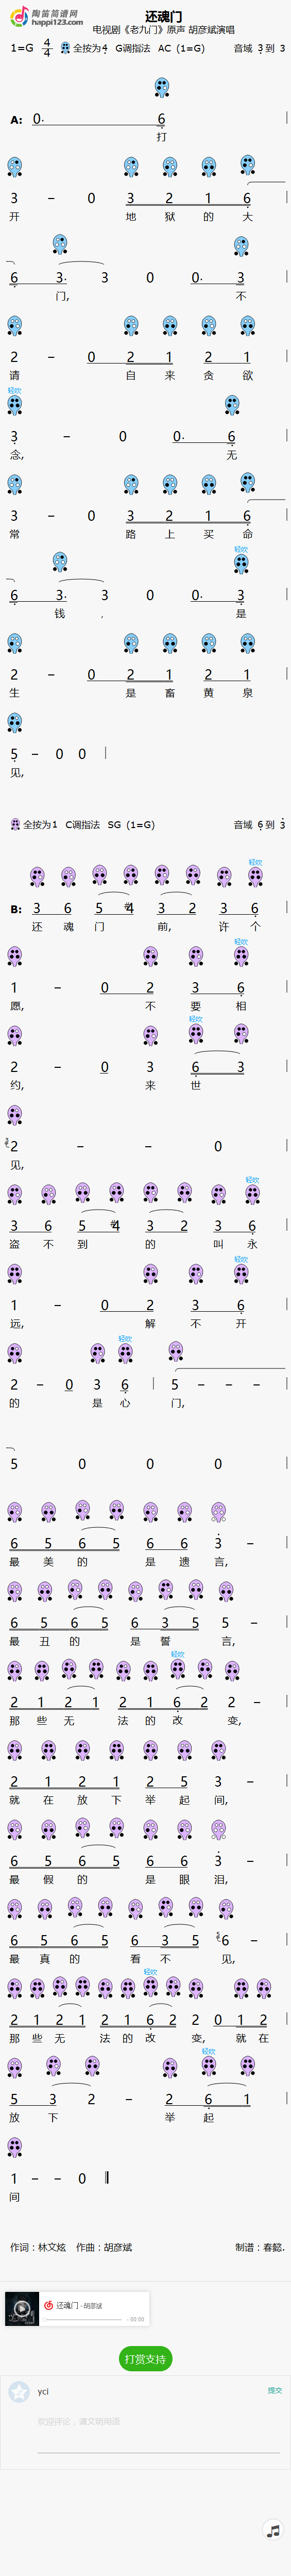 陶笛简谱网
happi123.com
还魂门
电视剧《老九门》原声 胡彦斌演唱
1=G 4/4 全按为4 G调指法 AC (1=G) 音域 3 到 3
A: 0. 6
打
3 – 0 3 2 1 6
开 地 狱 的 大
6 3. 3 0 0. 3
门, 不
2 – 0 2 1 2 1
请 自 来 贪 欲
轻吹
3 – 0 0. 6
念, 无
3 – 0 3 2 1 6
常 路 上 买 命
轻吹
6 3. 3 0 0. 3
钱 , 是
2 – 0 2 1 2 1
生 是 畜 黄 泉
5 – 0 0
见,
全按为1 C调指法 SG (1=G) 音域 6 到 3
轻吹
B: 3 6 5 #4 3 2 3 6
还 魂 门 前, 许 个
轻吹
1 – 0 2 3 6
愿, 不 要 相
轻吹
2 – 0 3 6 3
约, 来 世
2 – – 0
见,
轻吹
3 6 5 #4 3 2 3 6
盗 不 到 的 叫 永
轻吹
1 – 0 2 3 6
远, 解 不 开
轻吹
2 – 0 3 6 5 – – –
的 是 心 门,
5 0 0 0
6 5 6 5 6 6 3 –
最 美 的 是 遗 言,
6 5 6 5 6 3 5 5 –
最 丑 的 是 誓 言,
轻吹
2 1 2 1 2 1 6 2 2 –
那 些 无 法 的 改 变,
2 1 2 1 2 5 3 –
就 在 放 下 举 起 间,
6 5 6 5 6 6 3 –
最 假 的 是 眼 泪,
6 5 6 5 6 3 5 6 –
最 真 的 看 不 见,
轻吹
2 1 2 1 2 1 6 2 2 0 1 2
那 些 无 法 的 改 变, 就 在
轻吹
5 3 2 – 2 6 1
放 下 举 起
1 – – 0
间
作词：林文炫 作曲：胡彦斌 制谱：春懿.
还魂门 - 胡彦斌
- 00:00
打赏支持
yci 提交
欢迎评论，请文明用语